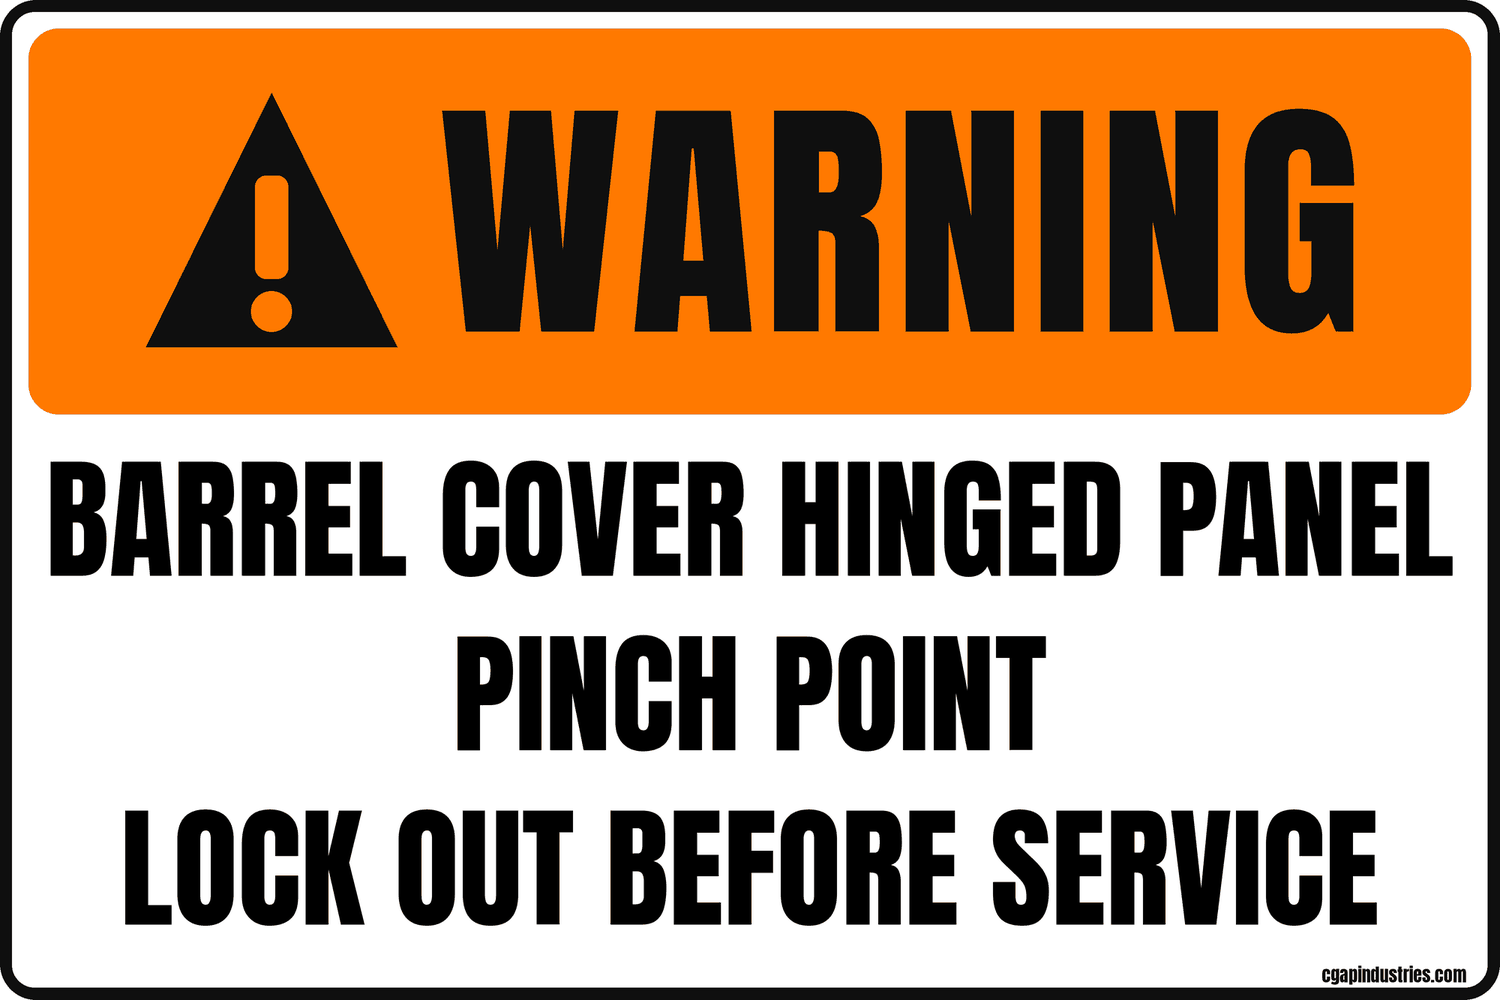 WARNING
BARREL COVER HINGED PANEL
PINCH POINT
LOCK OUT BEFORE SERVICE
cgapindustries.com